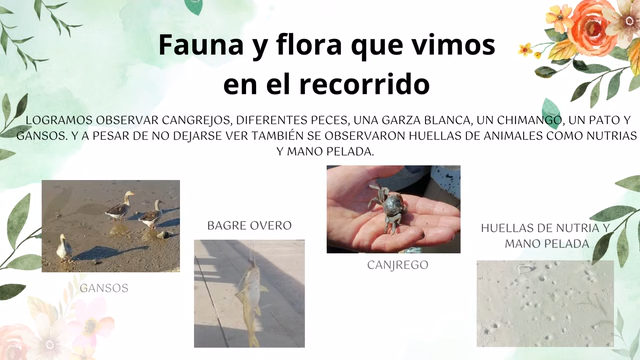 Fauna y flora que vimos
en el recorrido
LOGRAMOS OBSERVAR CANGREJOS, DIFERENTES PECES, UNA GARZA BLANCA, UN CHIMANGO, UN PATO Y
GANSOS. Y A PESAR DE NO DEJARSE VER TAMBIÉN SE OBSERVARON HUELLAS DE ANIMALES COMO NUTRIAS
Y MANO PELADA.
BAGRE OVERO
HUELLAS DE NUTRIA Y
MANO PELADA
CANJREGO
GANSOS